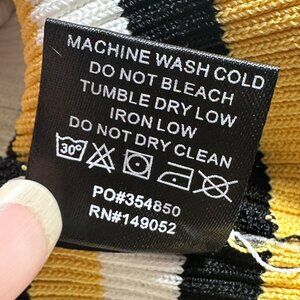 MACHINE WASH COLD
DO NOT BLEACH
TUMBLE DRY LOW
IRON LOW
DO NOT DRY CLEAN
30°
PO#354850
RN#149052